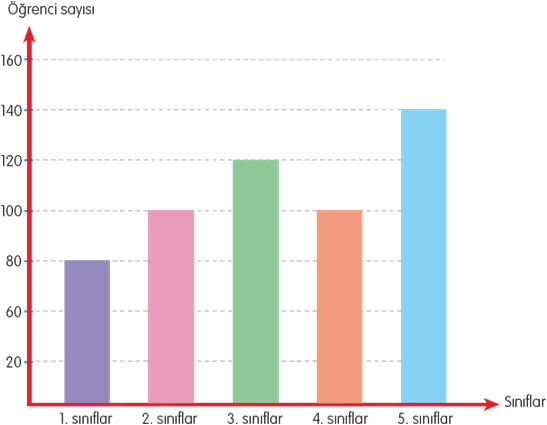 Öğrenci sayısı
160
140
120
100
80
60
20
Sınıflar
1. sınıflar 2. sınıflar 3. sınıflar 4. sınıflar 5. sınıflar